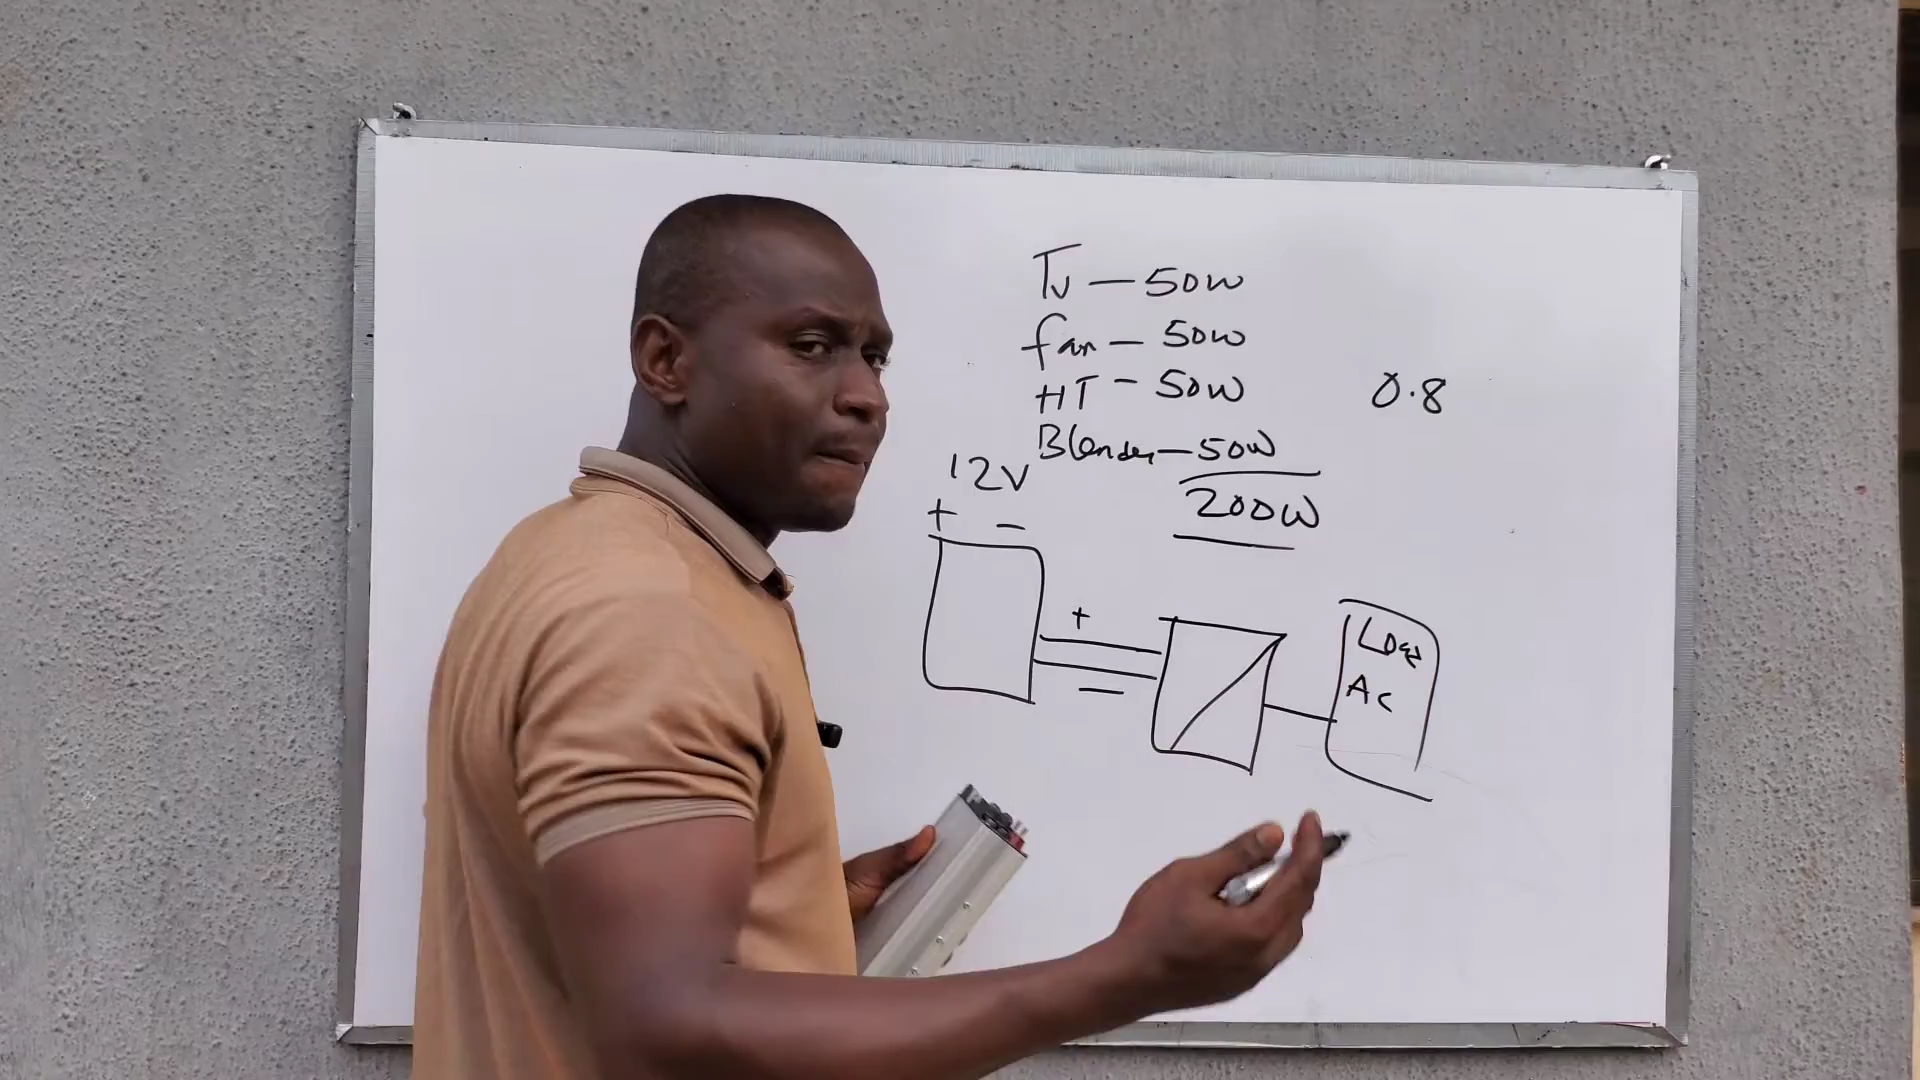 Tv — 50W
fan — 50W
HT - 50W
0.8
Blender — 50W
12V
200W
+ -
+
-
Load
AC